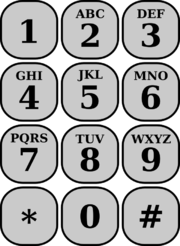 ABC DEF
1 2 3
GHI JKL MNO
4 5 6
PQRS TUV WXYZ
7 8 9
* 0 #